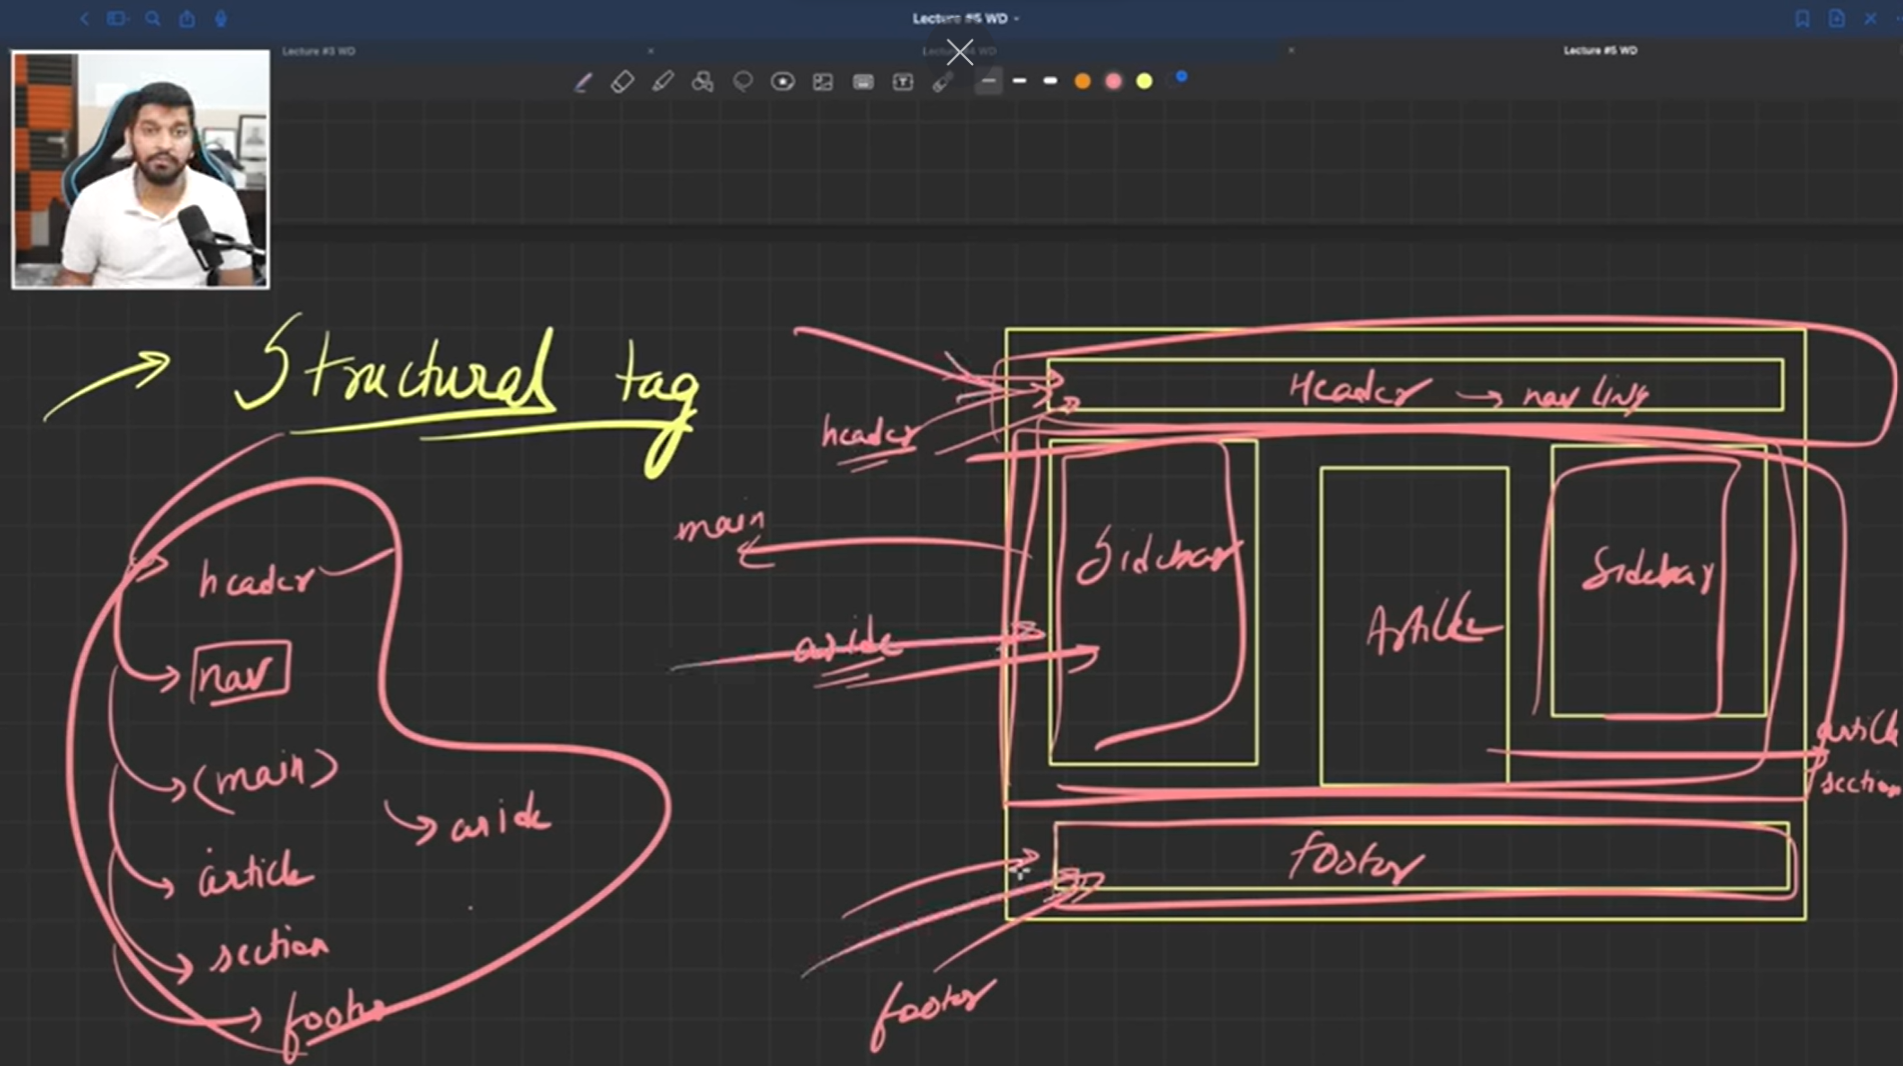 Lecture #5 WD
Lecture #3 WD
Lecture #4 WD
Lecture #5 WD
Structural tag
header
nav
(main)
article
section
footer
aside
header
main
aside
footer
Header → nav link
Sidebar
Article
Sidebar
article
section
footer